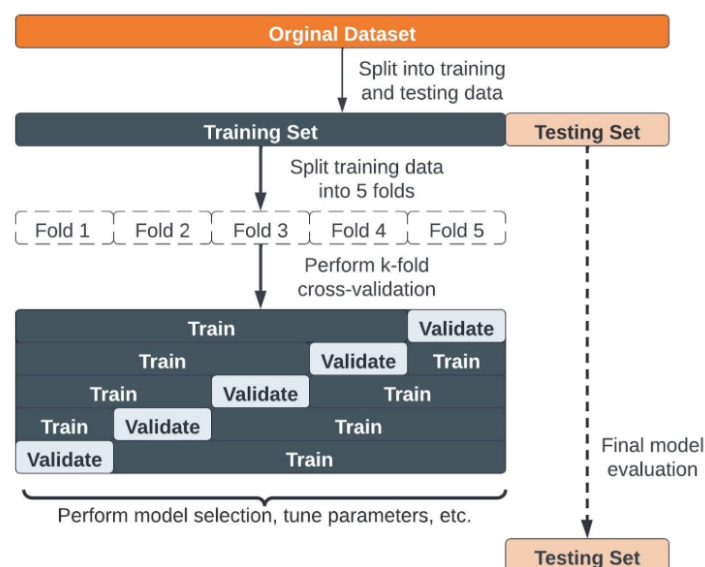 Orginal Dataset
Split into training
and testing data
Training Set
Testing Set
Split training data
into 5 folds
Fold 1
Fold 2
Fold 3
Fold 4
Fold 5
Perform k-fold
cross-validation
Train
Validate
Train
Validate
Train
Train
Validate
Train
Train
Validate
Train
Validate
Train
Final model
evaluation
Perform model selection, tune parameters, etc.
Testing Set